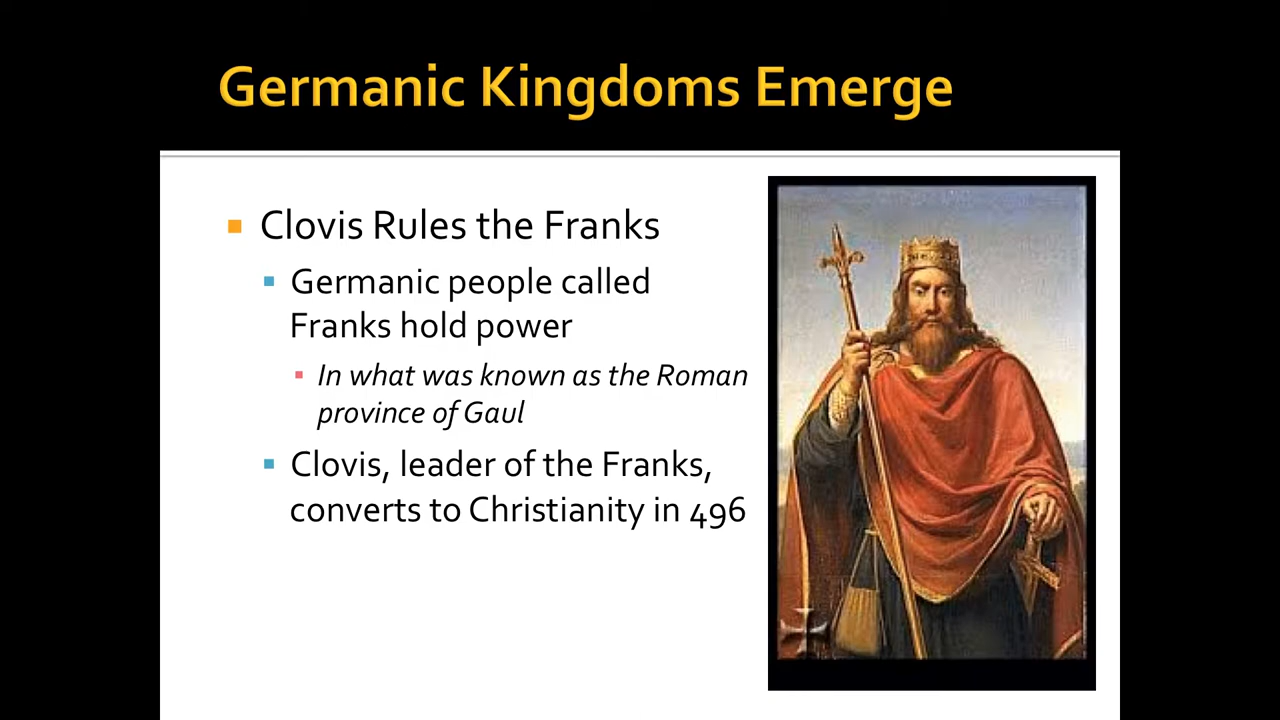 Germanic Kingdoms Emerge
Clovis Rules the Franks
Germanic people called
Franks hold power
In what was known as the Roman
province of Gaul
Clovis, leader of the Franks,
converts to Christianity in 496